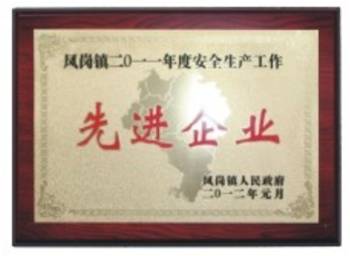 凤岗镇二〇一一年度安全生产工作
先进企业
凤岗镇人民政府
二〇一二年元月